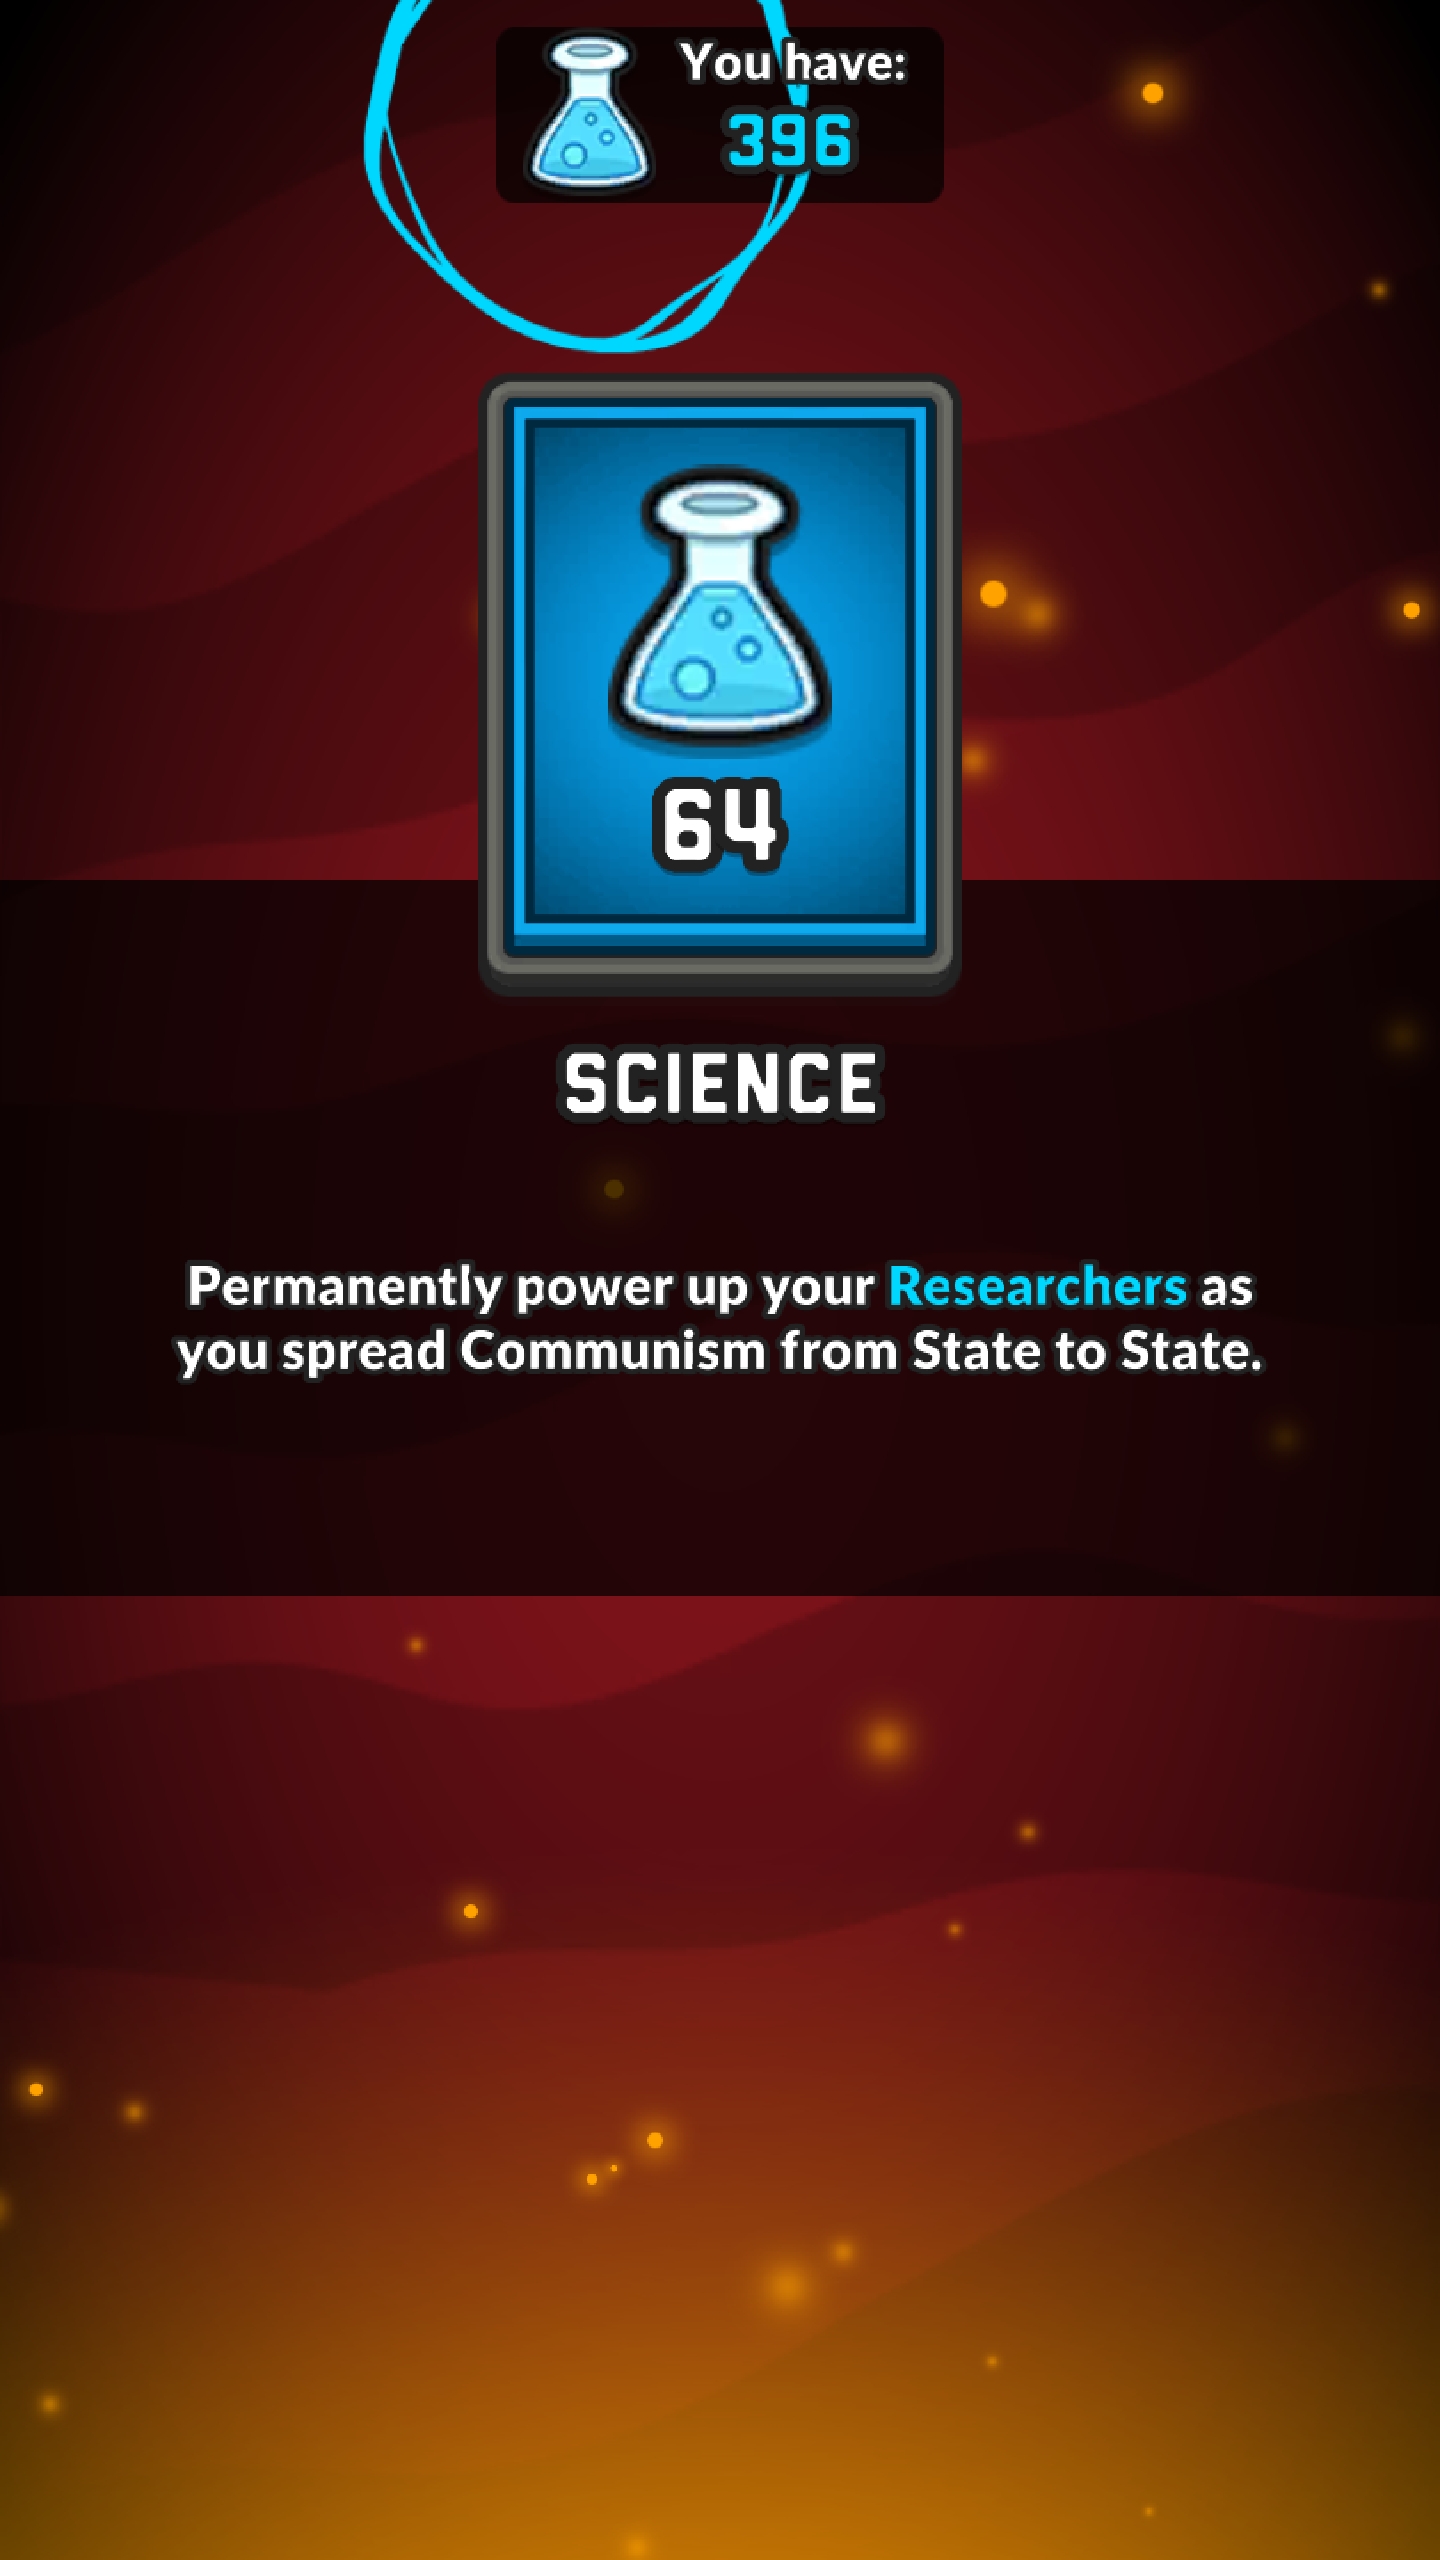 You have:
396
64
SCIENCE
Permanently power up your Researchers as
you spread Communism from State to State.